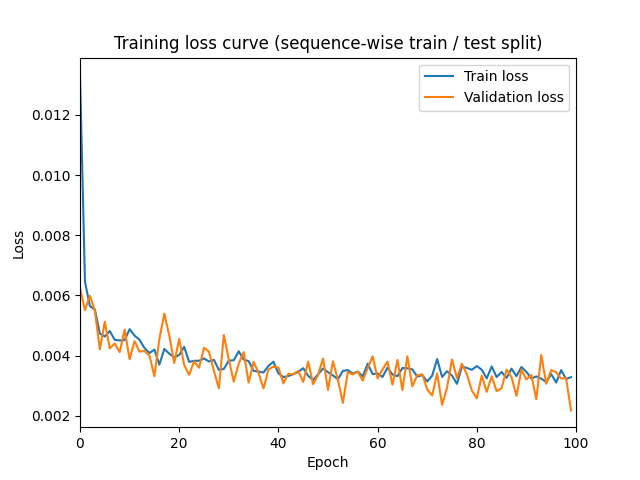 Training loss curve (sequence-wise train / test split)
Train loss
Validation loss
0.012
0.010
0.008
0.006
0.004
0.002
Loss
0 20 40 60 80 100
Epoch